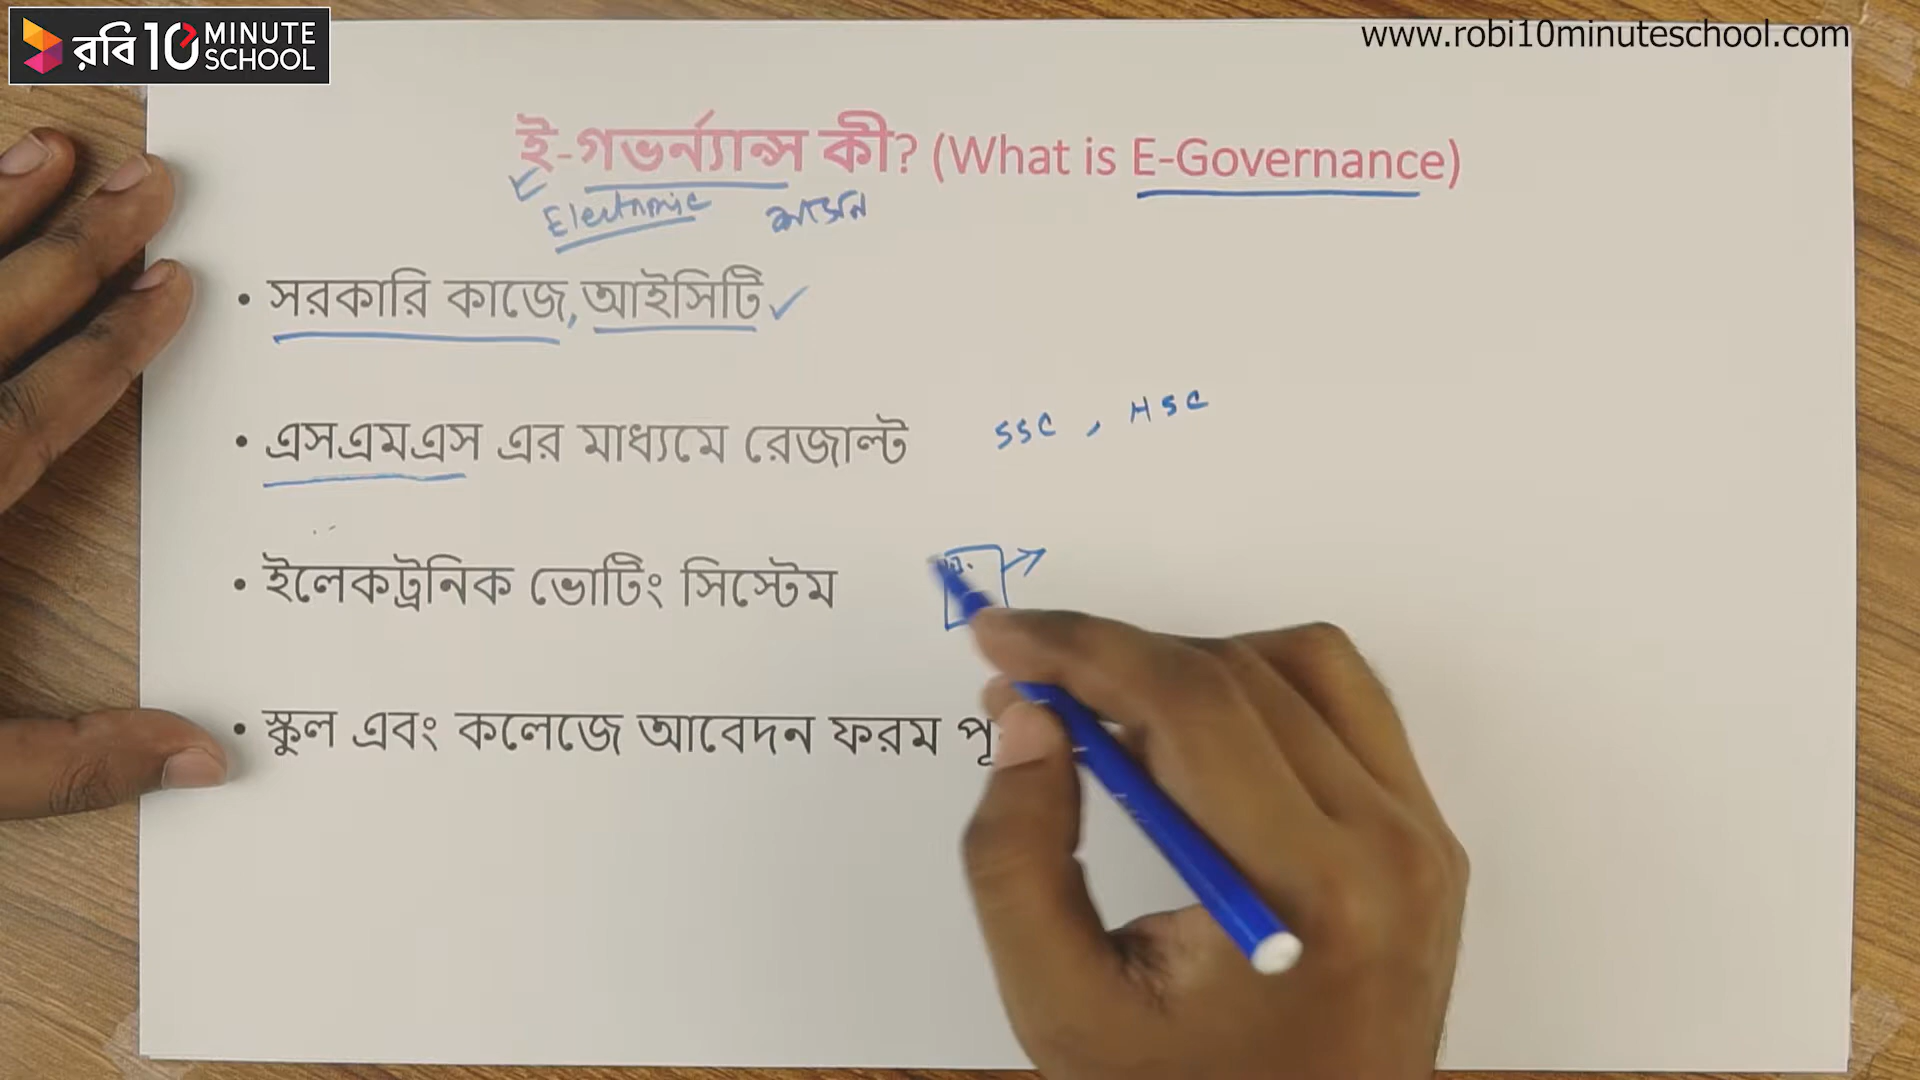 রবি 10 MINUTE SCHOOL
www.robi10minuteschool.com
ই-গভর্ন্যান্স কী? (What is E-Governance)
Electronic
• সরকারি কাজে, আইসিটি
• এসএমএস এর মাধ্যমে রেজাল্ট SSC, HSC
• ইলেকট্রনিক ভোটিং সিস্টেম
• স্কুল এবং কলেজে আবেদন ফরম